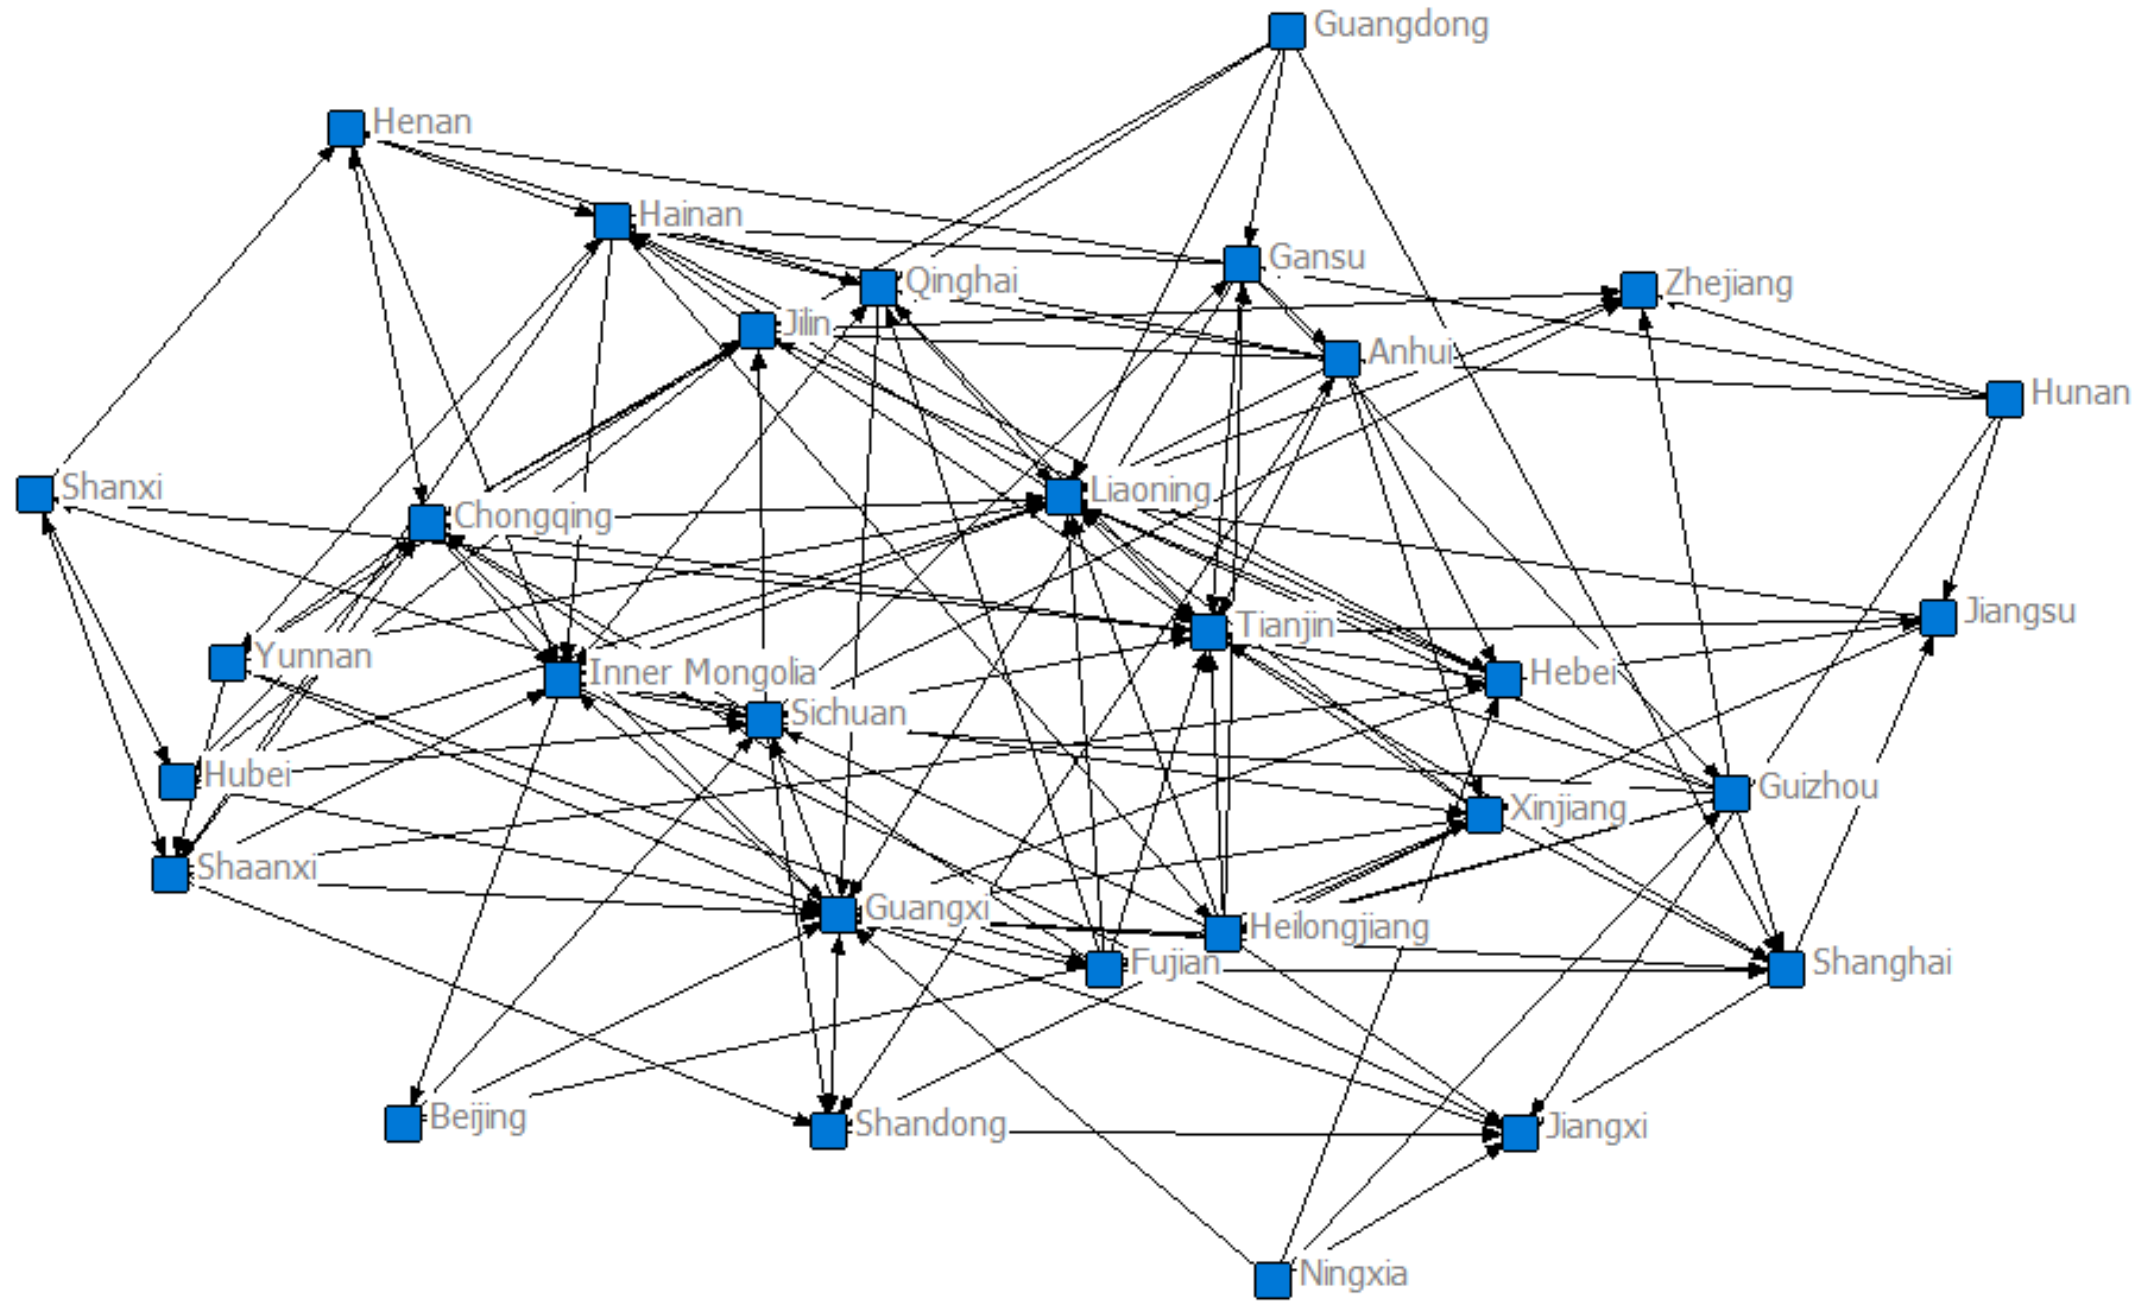 Guangdong
Henan
Hainan
Gansu
Qinghai
Zhejiang
Jilin
Anhui
Hunan
Shanxi
Liaoning
Chongqing
Jiangsu
Tianjin
Yunnan
Inner Mongolia
Hebei
Sichuan
Hubei
Guizhou
Xinjiang
Shaanxi
Guangxi
Heilongjiang
Fujian
Shanghai
Beijing
Shandong
Jiangxi
Ningxia